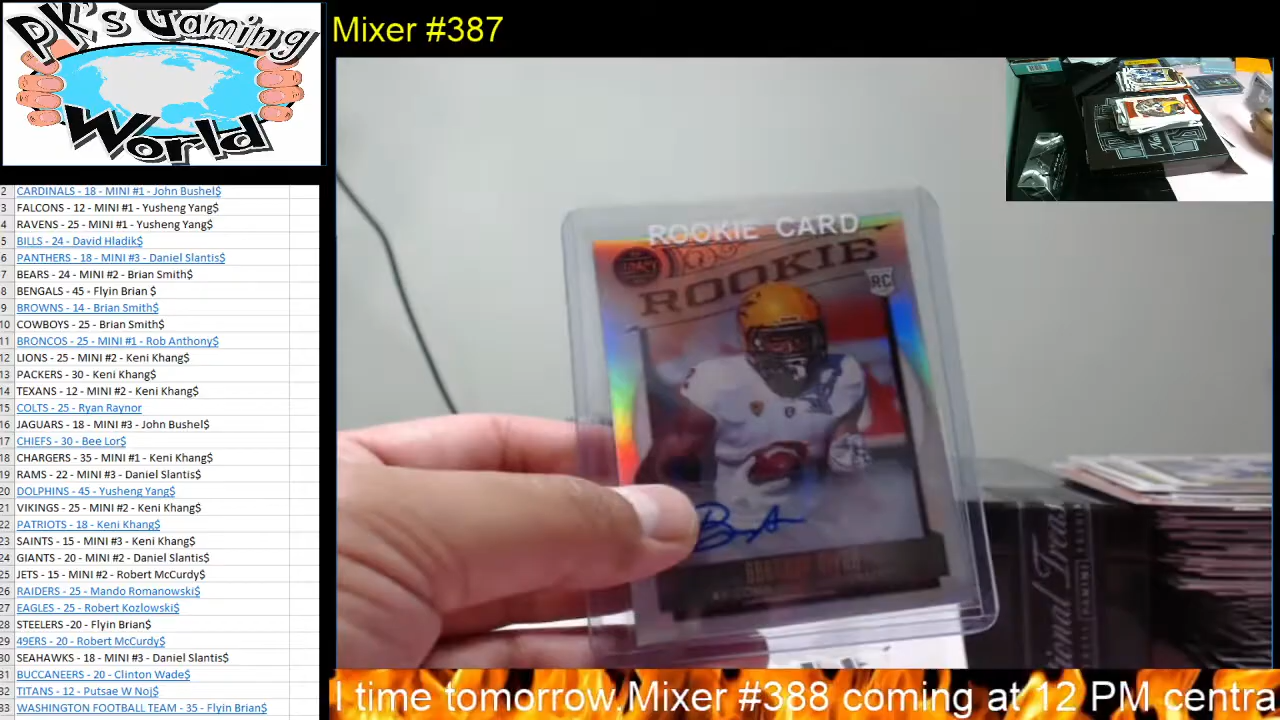 PK's Gaming
World
Mixer #387
2 CARDINALS - 18 - MINI #1 - John Bushel$
3 FALCONS - 12 - MINI #1 - Yusheng Yang$
4 RAVENS - 25 - MINI #1 - Yusheng Yang$
5 BILLS - 24 - David Hladik$
6 PANTHERS - 18 - MINI #3 - Daniel Slantis$
7 BEARS - 24 - MINI #2 - Brian Smith$
8 BENGALS - 45 - Flyin Brian $
9 BROWNS - 14 - Brian Smith$
10 COWBOYS - 25 - Brian Smith$
11 BRONCOS - 25 - MINI #1 - Rob Anthony$
12 LIONS - 25 - MINI #2 - Keni Khang$
13 PACKERS - 30 - Keni Khang$
14 TEXANS - 12 - MINI #2 - Keni Khang$
15 COLTS - 25 - Ryan Raynor
16 JAGUARS - 18 - MINI #3 - John Bushel$
17 CHIEFS - 30 - Bee Lor$
18 CHARGERS - 35 - MINI #1 - Keni Khang$
19 RAMS - 22 - MINI #3 - Daniel Slantis$
20 DOLPHINS - 45 - Yusheng Yang$
21 VIKINGS - 25 - MINI #2 - Keni Khang$
22 PATRIOTS - 18 - Keni Khang$
23 SAINTS - 15 - MINI #3 - Keni Khang$
24 GIANTS - 20 - MINI #2 - Daniel Slantis$
25 JETS - 15 - MINI #2 - Robert McCurdy$
26 RAIDERS - 25 - Mando Romanowski$
27 EAGLES - 25 - Robert Kozlowski$
28 STEELERS -20 - Flyin Brian$
29 49ERS - 20 - Robert McCurdy$
30 SEAHAWKS - 18 - MINI #3 - Daniel Slantis$
31 BUCCANEERS - 20 - Clinton Wade$
32 TITANS - 12 - Putsae W Noj$
33 WASHINGTON FOOTBALL TEAM - 35 - Flyin Brian$
ROOKIE CARD
ROOKIE
RC
l time tomorrow,Mixer #388 coming at 12 PM centra